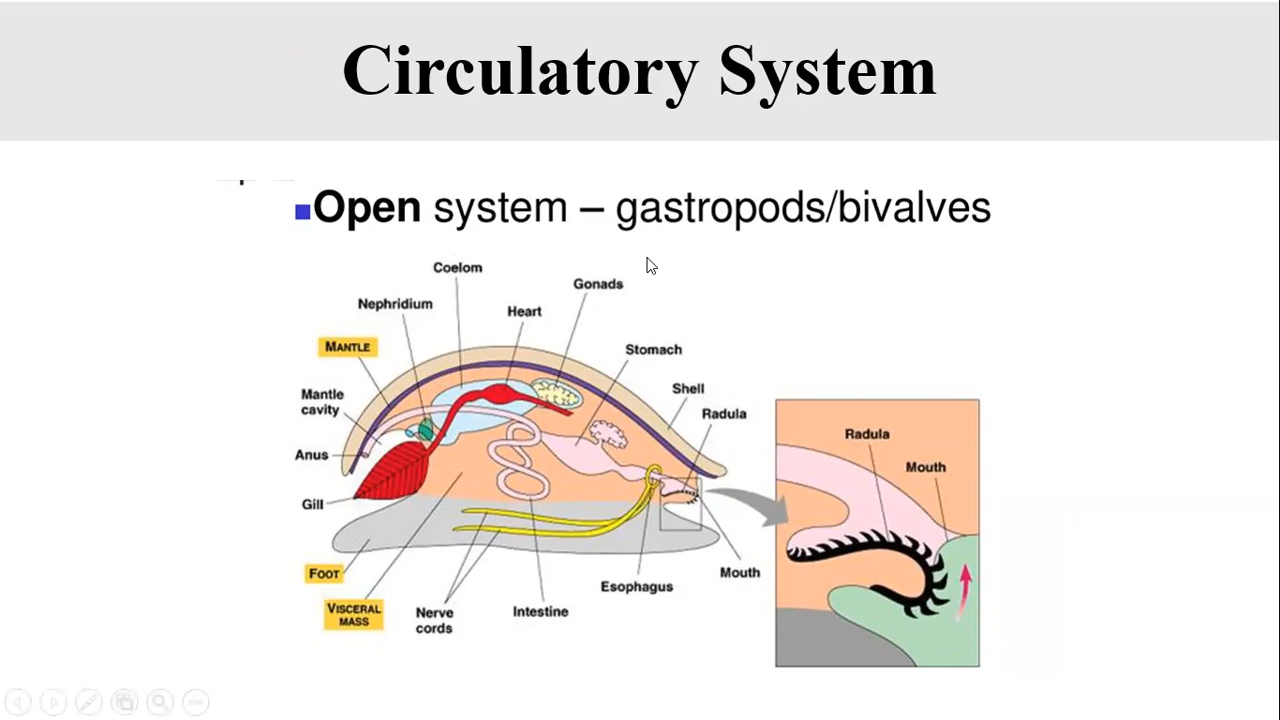 Circulatory System
Open system – gastropods/bivalves
Coelom
Gonads
Nephridium
Heart
MANTLE
Stomach
Mantle
cavity
Shell
Radula
Anus
Gill
FOOT
VISCERAL
MASS
Nerve
cords
Intestine
Esophagus
Mouth
Radula
Mouth